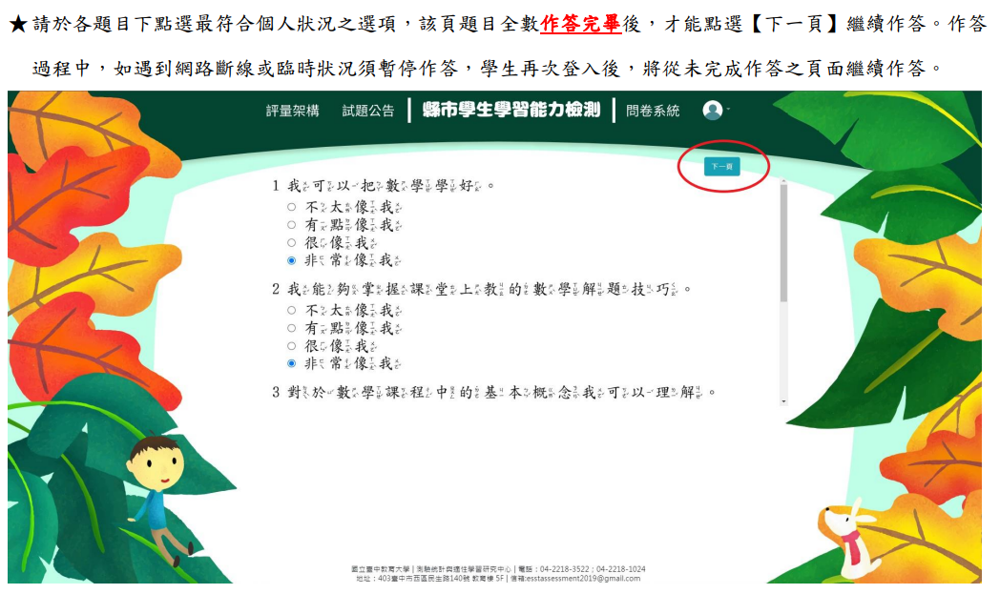 ★請於各題目下點選最符合個人狀況之選項，該頁題目全數作答完畢後，才能點選【下一頁】繼續作答。作答
過程中，如遇到網路斷線或臨時狀況須暫停作答，學生再次登入後，將從未完成作答之頁面繼續作答。
評量架構 試題公告 | 縣市學生學習能力檢測 | 問卷系統
下一頁
1 我可以把數學學好。
不太像我
有點像我
很像我
非常像我
2 我能夠掌握課堂上教的數學解題技巧。
不太像我
有點像我
很像我
非常像我
3 對於數學課程中的基本概念我可以理解。
國立臺中教育大學 | 測驗統計與適性學習研究中心 | 電話：04-2218-3522；04-2218-1024
地址：403臺中市西區民生路140號 教育樓 5F | 信箱:esstassessment2019@gmail.com